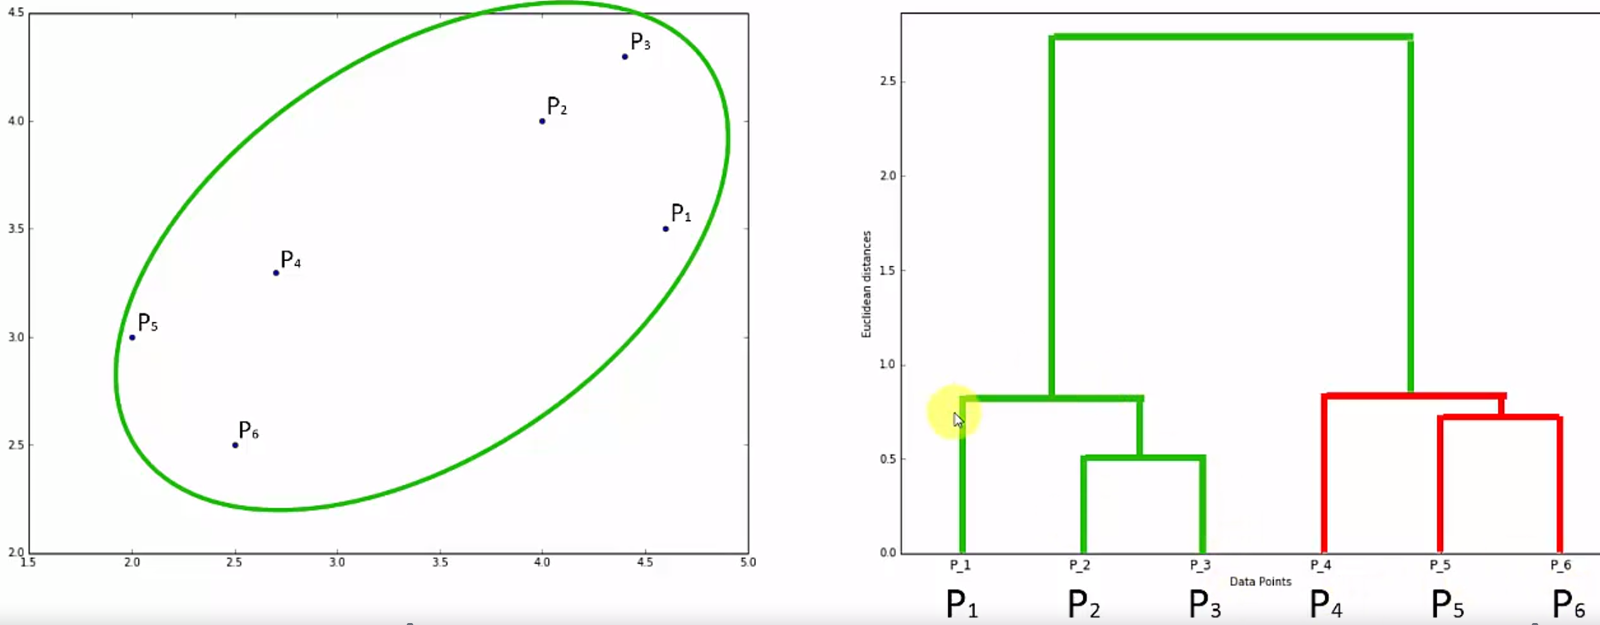 4.5
4.0
3.5
3.0
2.5
2.0
1.5 2.0 2.5 3.0 3.5 4.0 4.5 5.0
P3
P2
P1
P4
P5
P6
2.5
2.0
1.5
1.0
0.5
0.0
Euclidean distances
P_1 P_2 P_3 P_4 P_5 P_6
Data Points
P1 P2 P3 P4 P5 P6